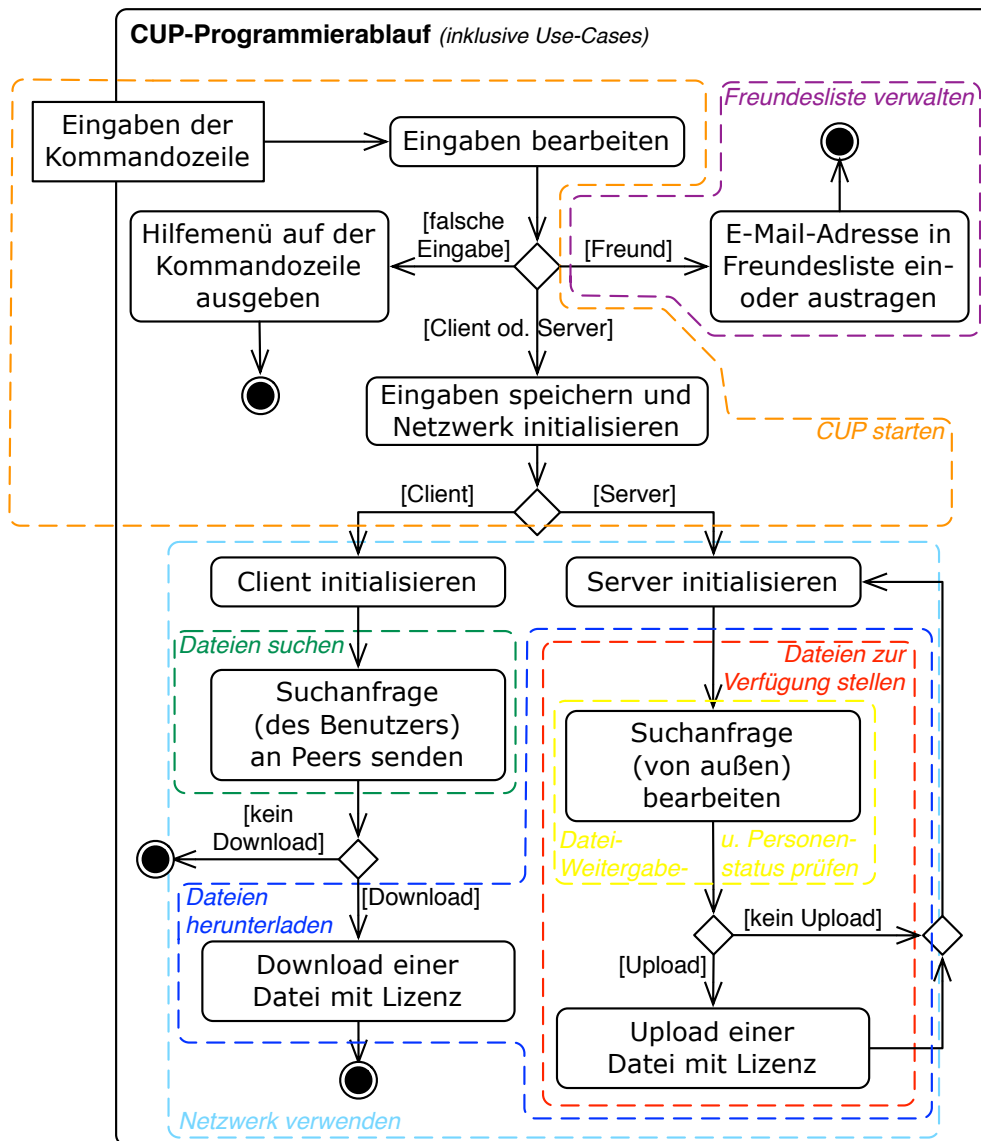 CUP-Programmierablauf (inklusive Use-Cases)
Freundesliste verwalten
Eingaben der
Kommandozeile
Eingaben bearbeiten
[falsche
Eingabe]
[Freund]
Hilfemenü auf der
Kommandozeile
ausgeben
E-Mail-Adresse in
Freundesliste ein-
oder austragen
[Client od. Server]
Eingaben speichern und
Netzwerk initialisieren
CUP starten
[Client]
[Server]
Client initialisieren
Server initialisieren
Dateien suchen
Dateien zur
Verfügung stellen
Suchanfrage
(des Benutzers)
an Peers senden
Suchanfrage
(von außen)
bearbeiten
[kein
Download]
Datei-
Weitergabe-
u. Personen-
status prüfen
[Download]
Dateien
herunterladen
[kein Upload]
[Upload]
Download einer
Datei mit Lizenz
Upload einer
Datei mit Lizenz
Netzwerk verwenden